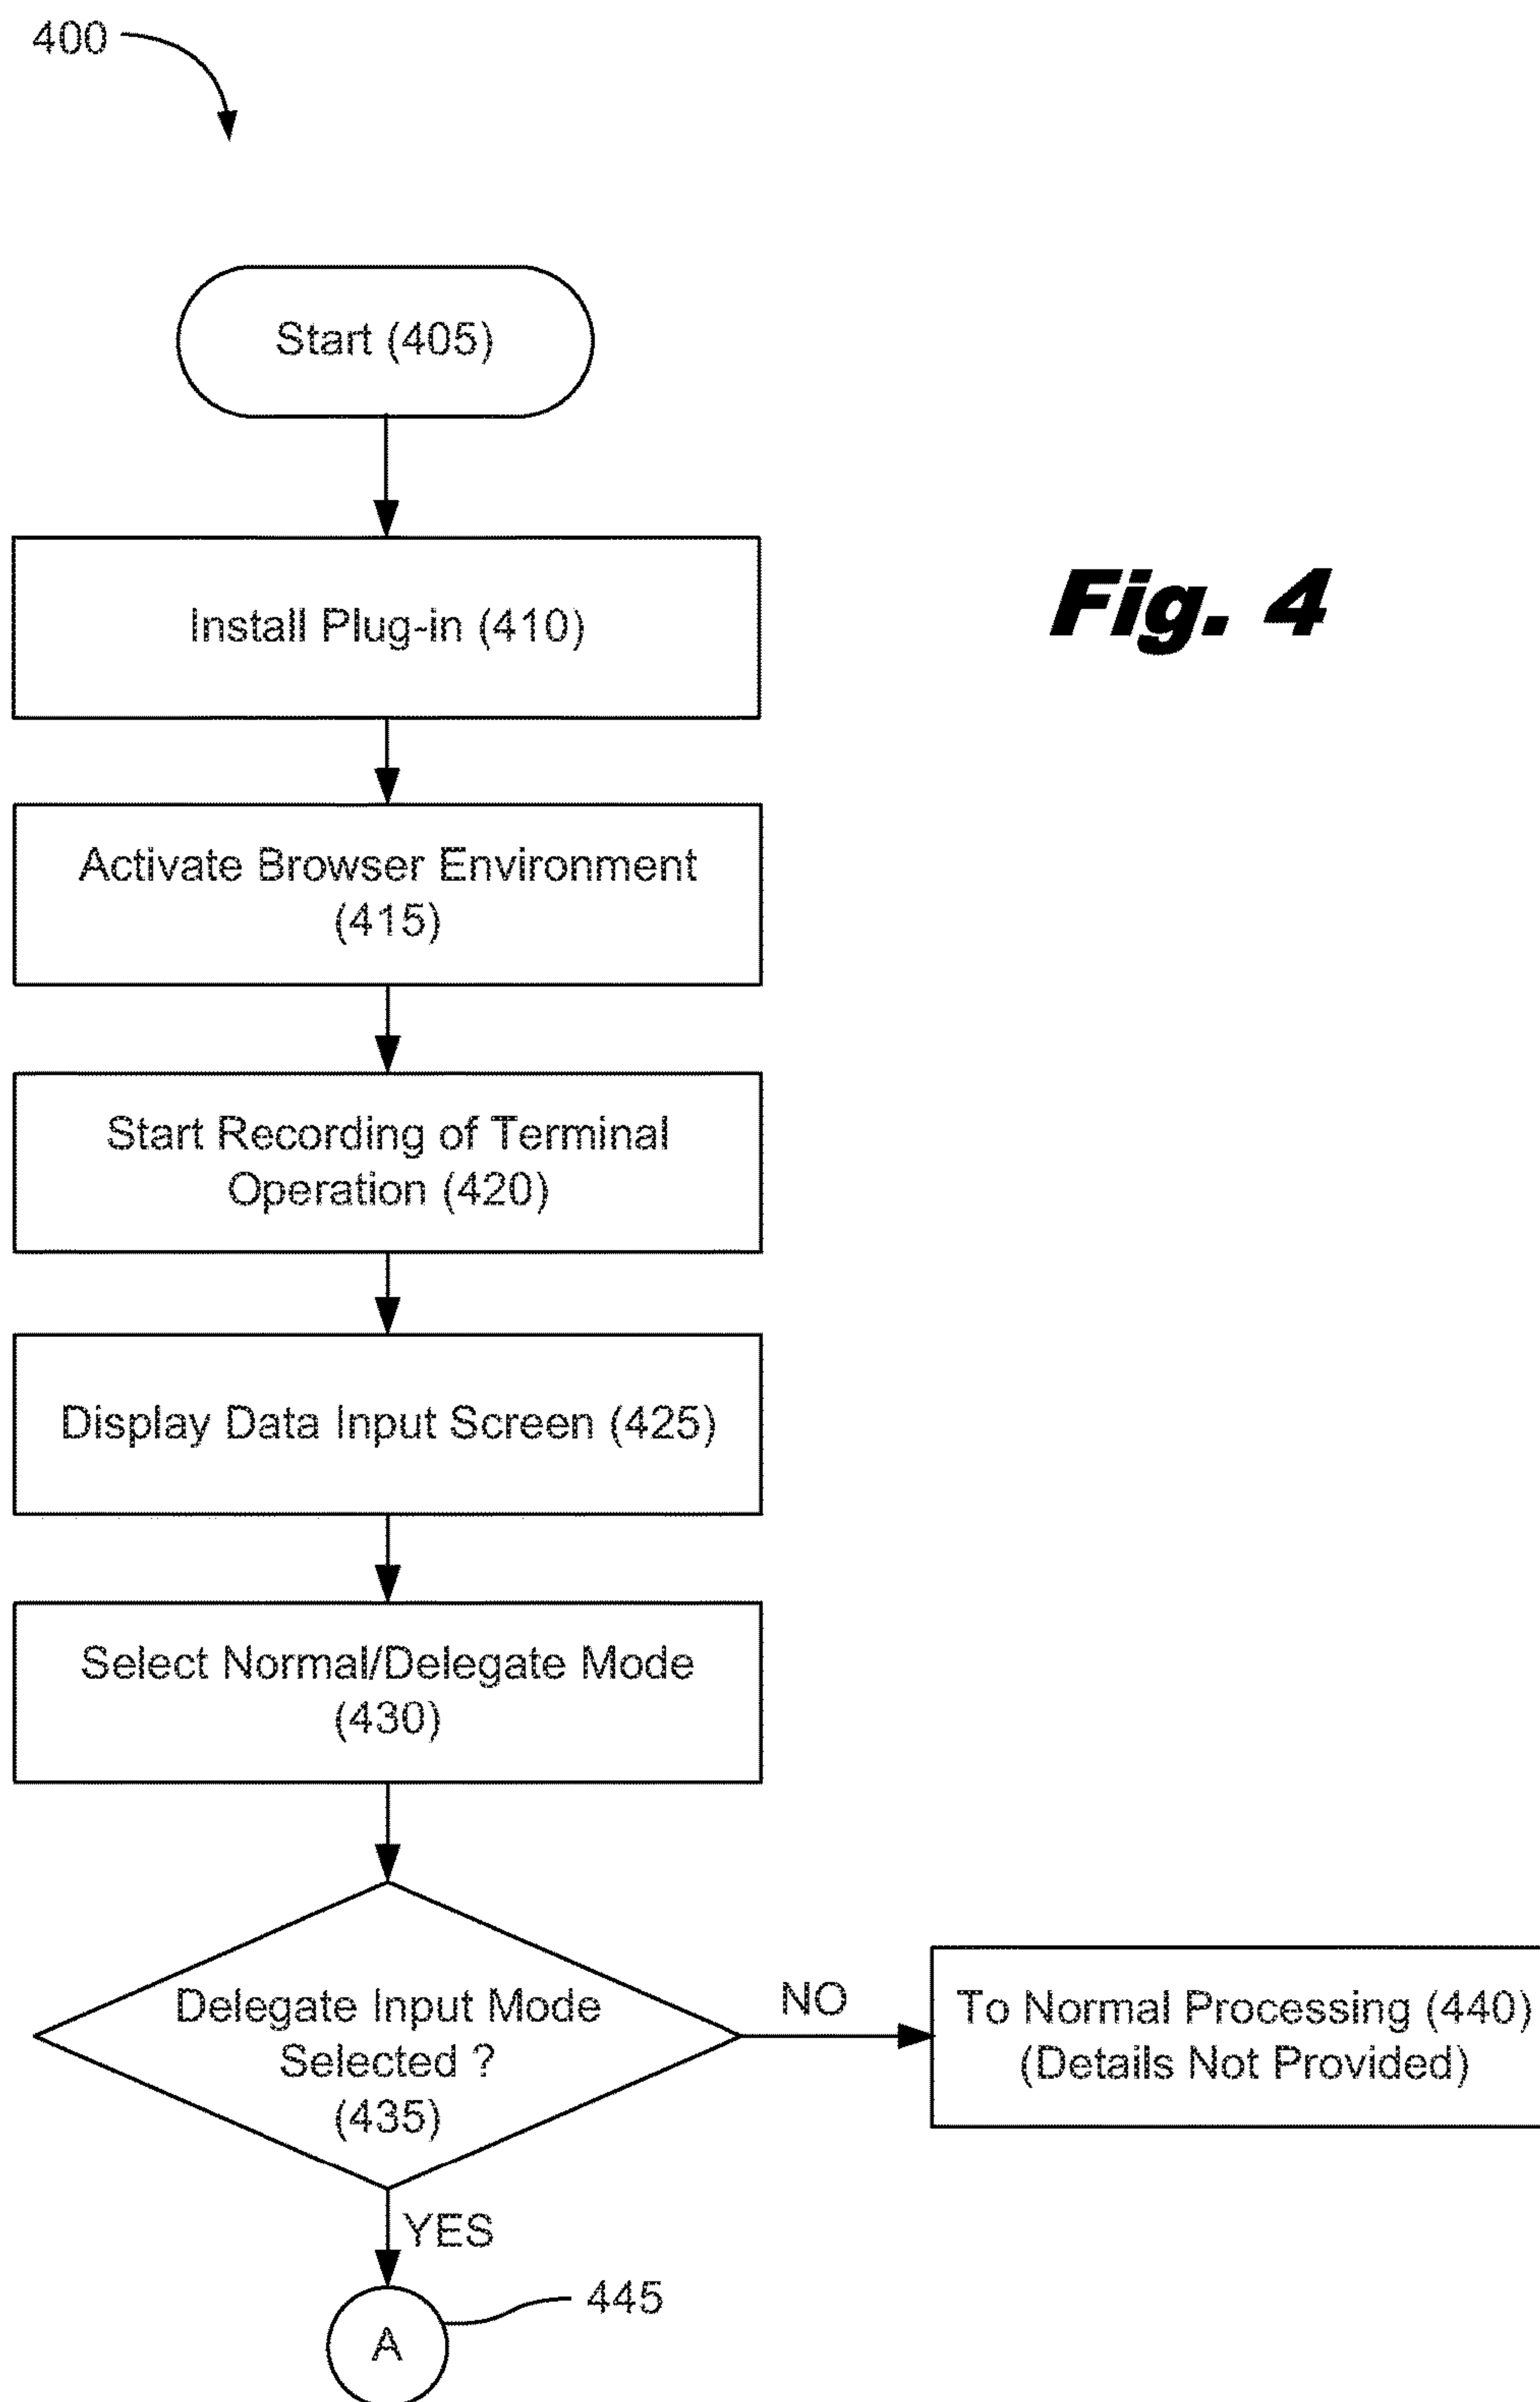 400
Start (405)
Install Plug-in (410)
Fig. 4
Activate Browser Environment
(415)
Start Recording of Terminal
Operation (420)
Display Data Input Screen (425)
Select Normal/Delegate Mode
(430)
Delegate Input Mode
Selected ?
(435)
NO
To Normal Processing (440)
(Details Not Provided)
YES
445
A